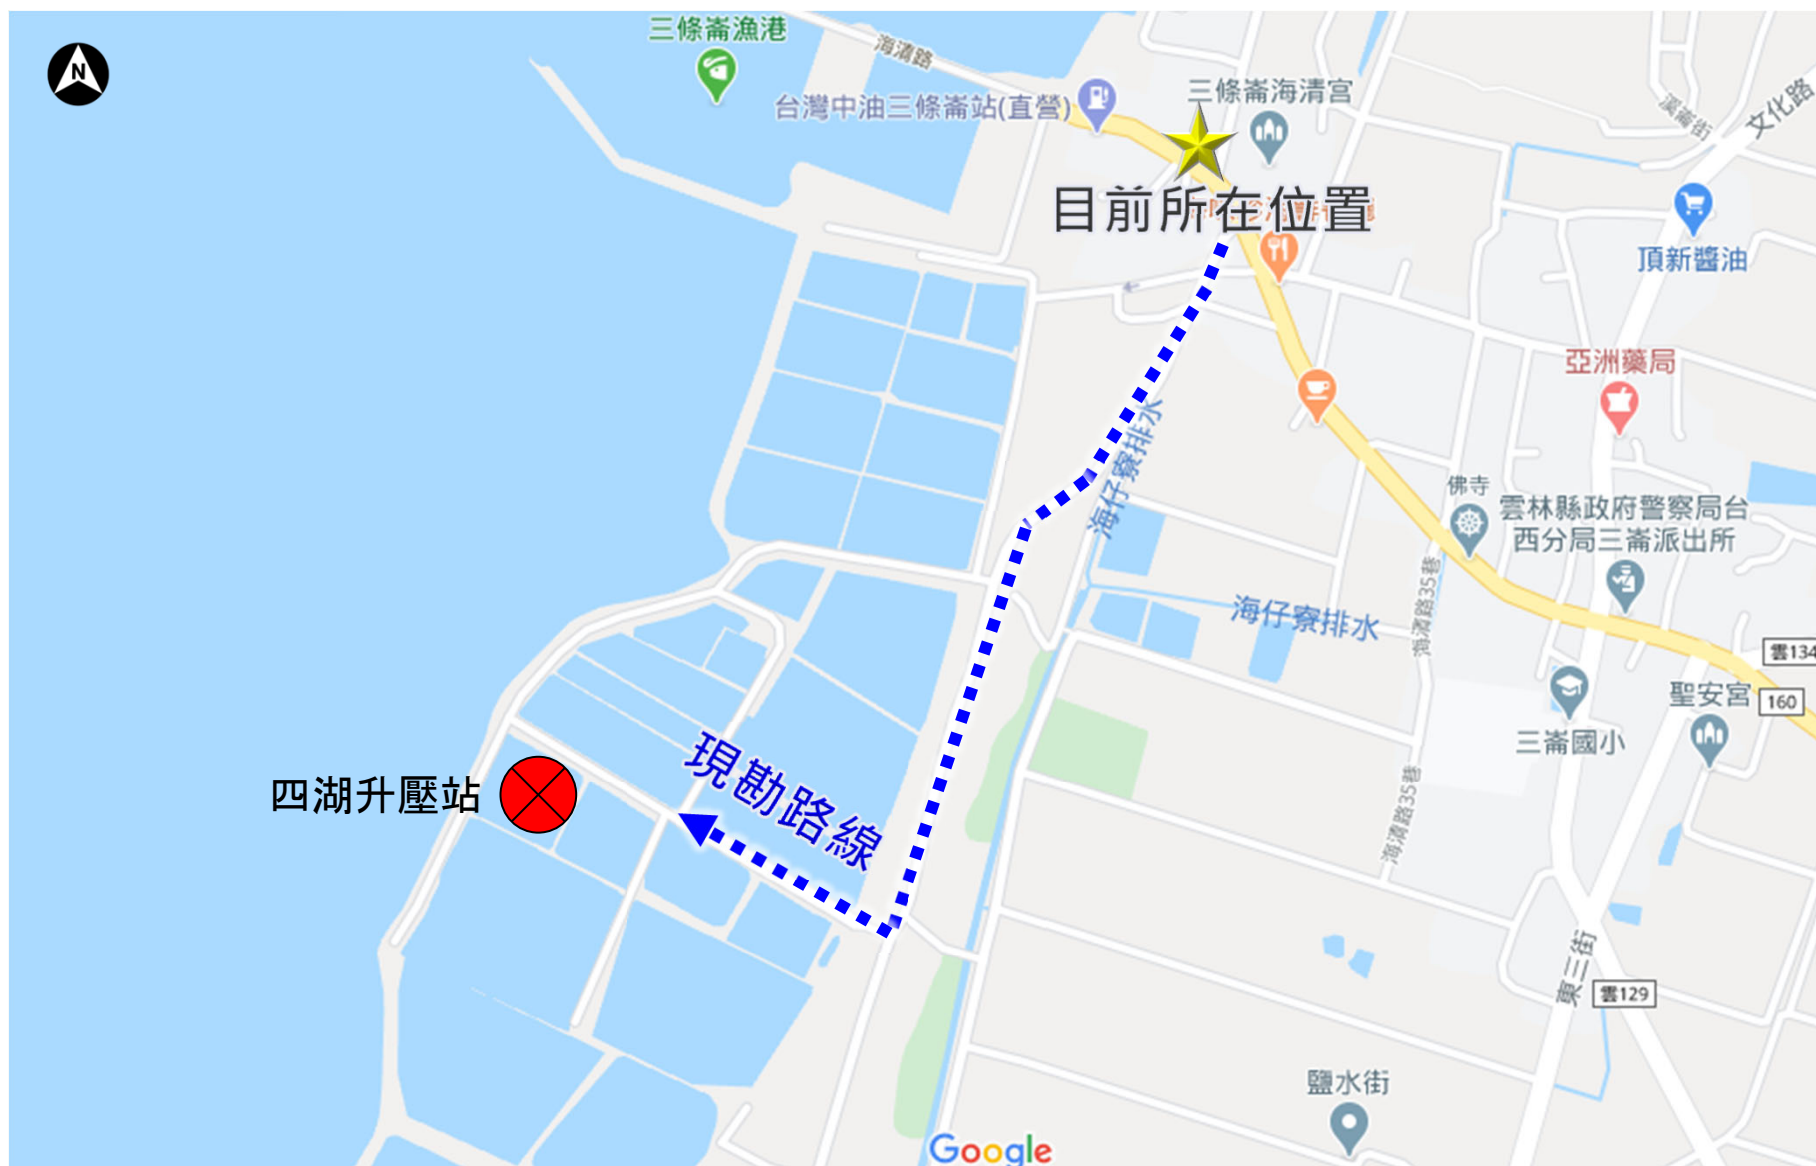 N
三條崙漁港
海清路
台灣中油三條崙站(直營)
三條崙海清宮
溪崙街
文化路
目前所在位置
頂新醬油
亞洲藥局
海仔寮排水
佛寺
雲林縣政府警察局台
西分局三崙派出所
海清路35巷
海仔寮排水
雲134
聖安宮
160
三崙國小
現勘路線
四湖升壓站
海清路35巷
東三街
雲129
鹽水街
Google